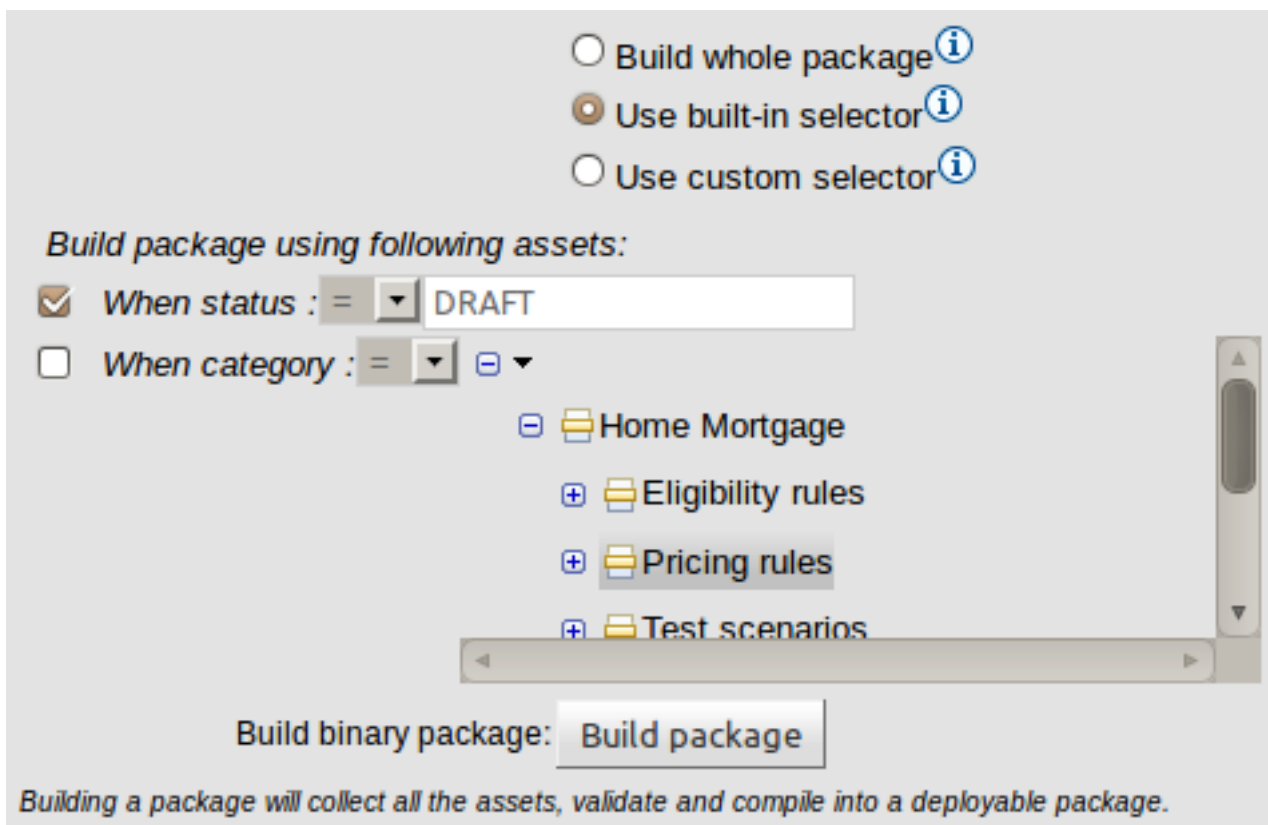 Build whole package
Use built-in selector
Use custom selector
Build package using following assets:
When status : = DRAFT
When category : =
Home Mortgage
Eligibility rules
Pricing rules
Test scenarios
Build binary package: Build package
Building a package will collect all the assets, validate and compile into a deployable package.